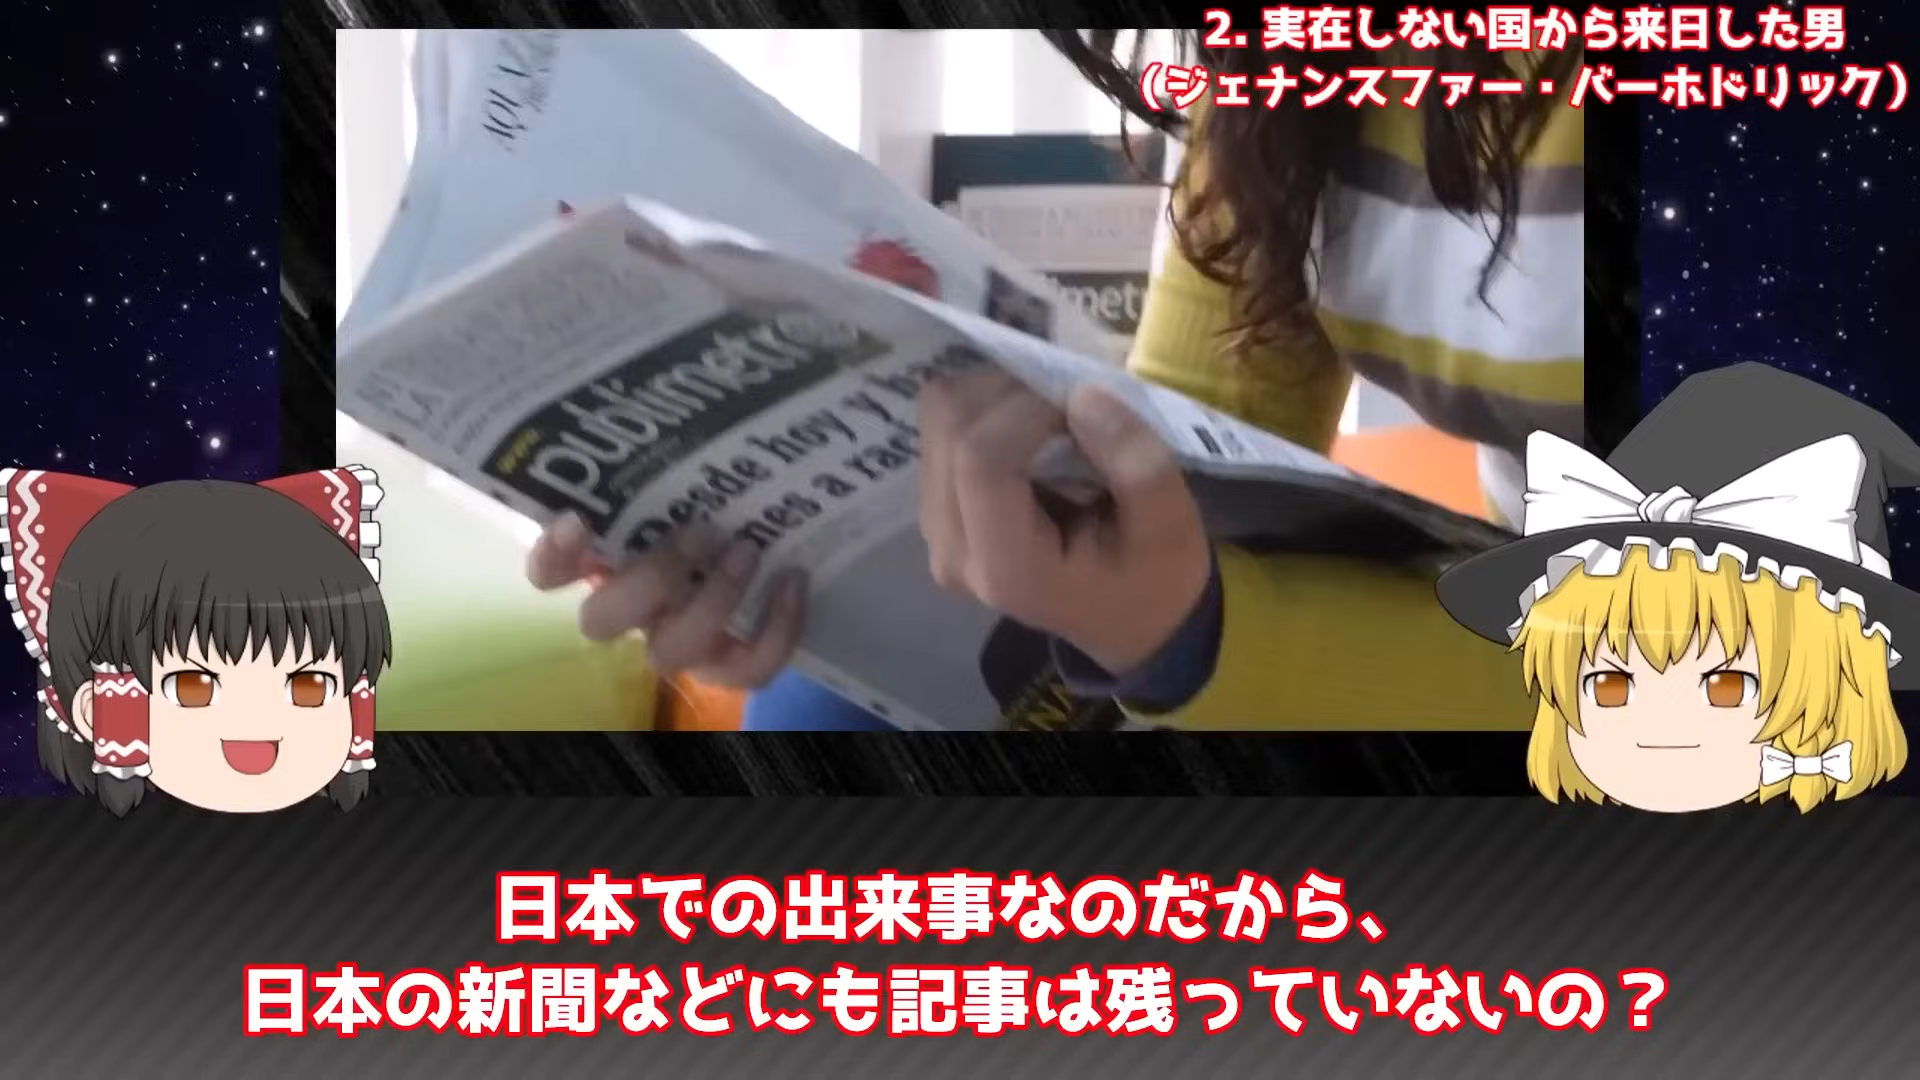 2. 実在しない国から来日した男
（ジェナンスファー・バーホドリック）
publimetro
Desde hoy y
nes a
metr
日本での出来事なのだから、
日本の新聞などにも記事は残っていないの？